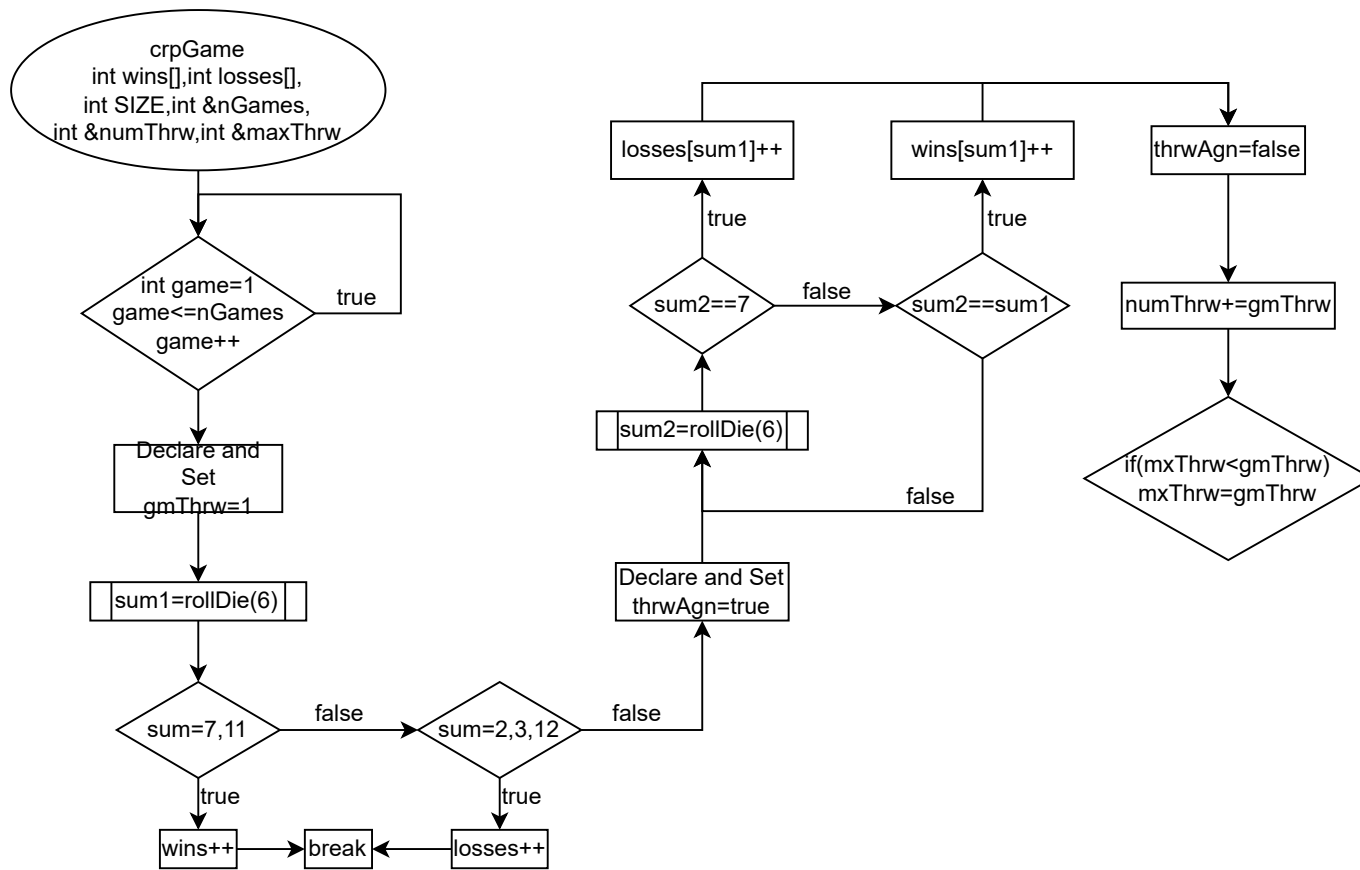 crpGame
int wins[],int losses[],
int SIZE,int &nGames,
int &numThrw,int &maxThrw
int game=1
game<=nGames
game++
true
Declare and
Set
gmThrw=1
sum1=rollDie(6)
sum=7,11
false
sum=2,3,12
false
true
true
wins++
break
losses++
Declare and Set
thrwAgn=true
sum2=rollDie(6)
false
sum2==7
false
sum2==sum1
true
true
losses[sum1]++
wins[sum1]++
thrwAgn=false
numThrw+=gmThrw
if(mxThrw<gmThrw)
mxThrw=gmThrw